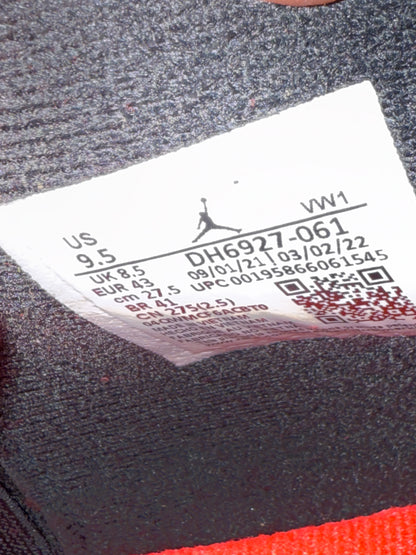 VW1
US
9.5
DH6927-061
UK 8.5
09/01/21 | 03/02/22
EUR 43
UPC 00195866061545
cm 27.5
BR 41
CN 275(2.5)